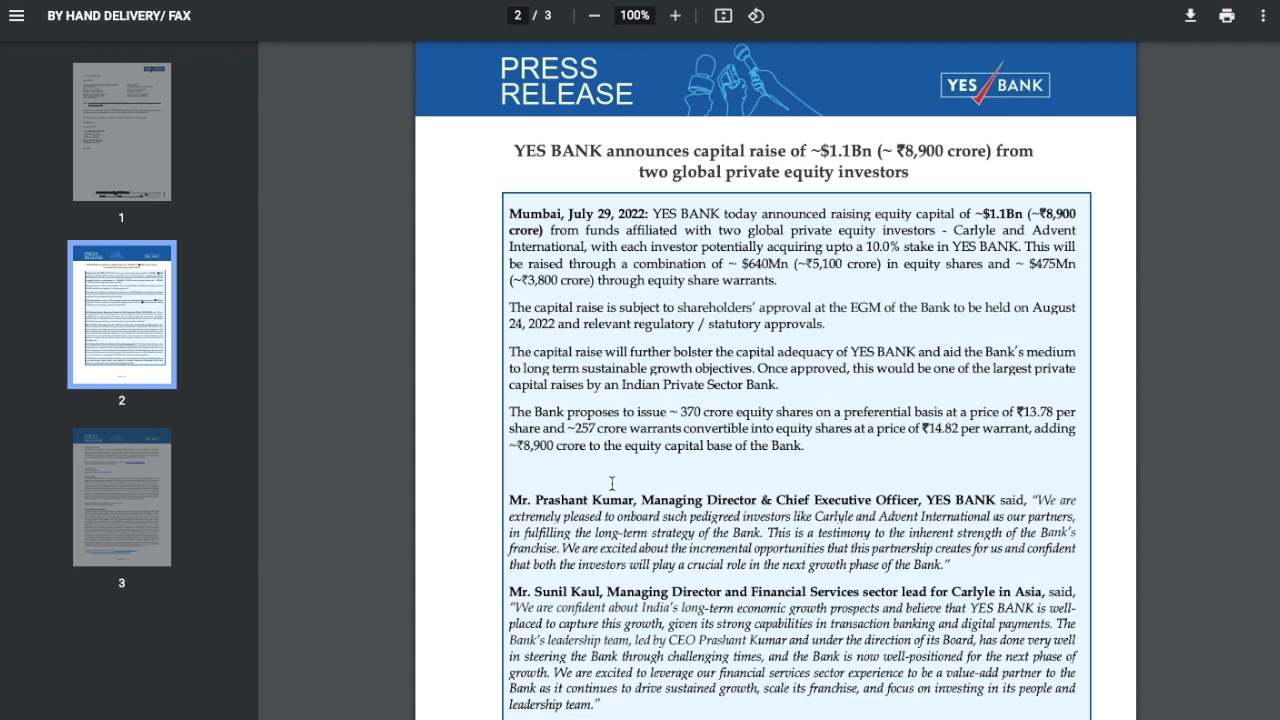 BY HAND DELIVERY/ FAX
2 / 3
100%
1
2
3
PRESS
RELEASE
YES BANK
YES BANK announces capital raise of ~$1.1Bn (~ ₹8,900 crore) from
two global private equity investors
Mumbai, July 29, 2022: YES BANK today announced raising equity capital of ~$1.1Bn (~₹8,900
crore) from funds affiliated with two global private equity investors - Carlyle and Advent
International, with each investor potentially acquiring upto a 10.0% stake in YES BANK. This will
be raised through a combination of ~ $640Mn (~₹5,100 crore) in equity shares and ~ $475Mn
(~₹3,800 crore) through equity share warrants.
The capital raise is subject to shareholders' approval at the EGM of the Bank to be held on August
24, 2022 and relevant regulatory / statutory approvals.
The capital raise will further bolster the capital adequacy YES BANK and aid the Bank's medium
to long term sustainable growth objectives. Once approved, this would be one of the largest private
capital raises by an Indian Private Sector Bank.
The Bank proposes to issue ~ 370 crore equity shares on a preferential basis at a price of ₹13.78 per
share and ~257 crore warrants convertible into equity shares at a price of ₹14.82 per warrant, adding
~₹8,900 crore to the equity capital base of the Bank.
Mr. Prashant Kumar, Managing Director & Chief Executive Officer, YES BANK said, "We are
extremely pleased to onboard such pedigreed investors like Carlyle and Advent International as our partners,
in fulfilling the long-term strategy of the Bank. This is a testimony to the inherent strength of the Bank's
franchise. We are excited about the incremental opportunities that this partnership creates for us and confident
that both the investors will play a crucial role in the next growth phase of the Bank."
Mr. Sunil Kaul, Managing Director and Financial Services sector lead for Carlyle in Asia, said,
"We are confident about India's long-term economic growth prospects and believe that YES BANK is well-
placed to capture this growth, given its strong capabilities in transaction banking and digital payments. The
Bank's leadership team, led by CEO Prashant Kumar and under the direction of its Board, has done very well
in steering the Bank through challenging times, and the Bank is now well-positioned for the next phase of
growth. We are excited to leverage our financial services sector experience to be a value-add partner to the
Bank as it continues to drive sustained growth, scale its franchise, and focus on investing in its people and
leadership team."